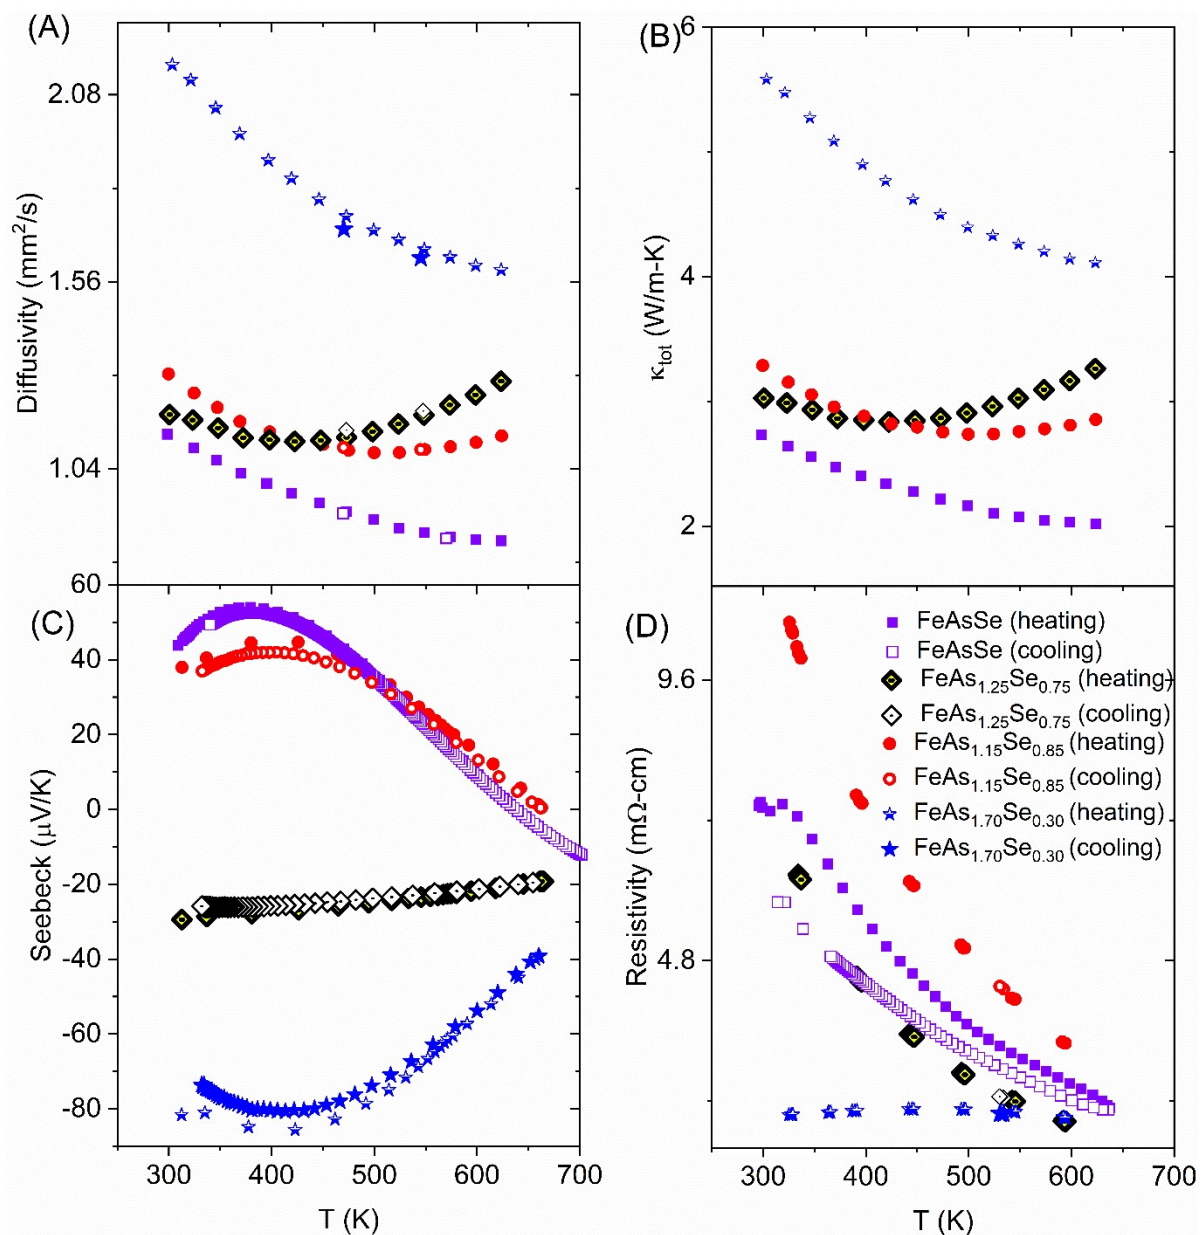 (A)
2.08
1.56
1.04
Diffusivity (mm²/s)
(B)
6
4
2
κtot (W/m-K)
(C)
60
40
20
0
-20
-40
-60
-80
Seebeck (μV/K)
300 400 500 600 700
T (K)
(D)
9.6
4.8
Resistivity (mΩ-cm)
FeAsSe (heating)
FeAsSe (cooling)
FeAs1.25Se0.75 (heating)
FeAs1.25Se0.75 (cooling)
FeAs1.15Se0.85 (heating)
FeAs1.15Se0.85 (cooling)
FeAs1.70Se0.30 (heating)
FeAs1.70Se0.30 (cooling)
300 400 500 600 700
T (K)